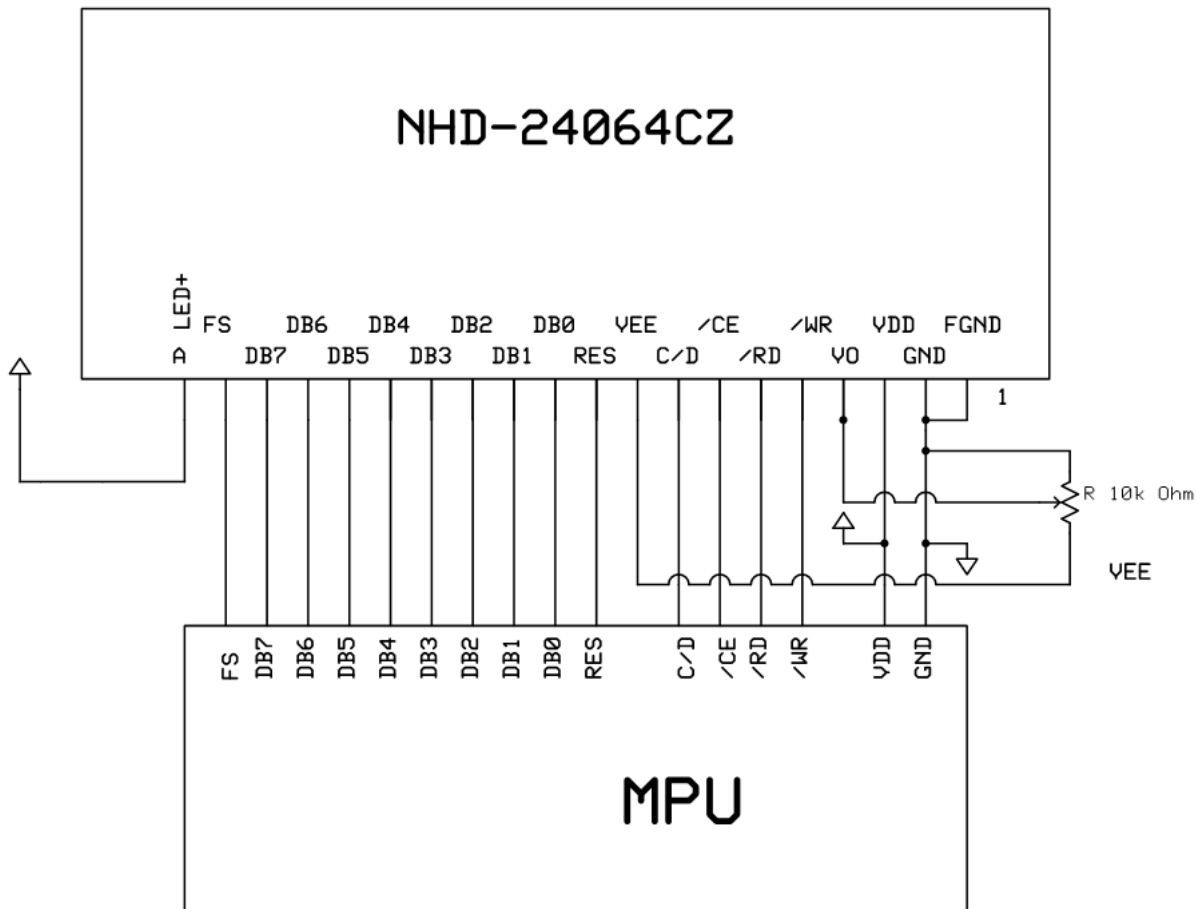 NHD-24064CZ
LED+
A
FS DB6 DB4 DB2 DB0 VEE /CE /WR VDD FGND
DB7 DB5 DB3 DB1 RES C/D /RD VO GND
1
R 10k Ohm
VEE
FS DB7 DB6 DB5 DB4 DB3 DB2 DB1 DB0 RES C/D /CE /RD /WR VDD GND
MPU